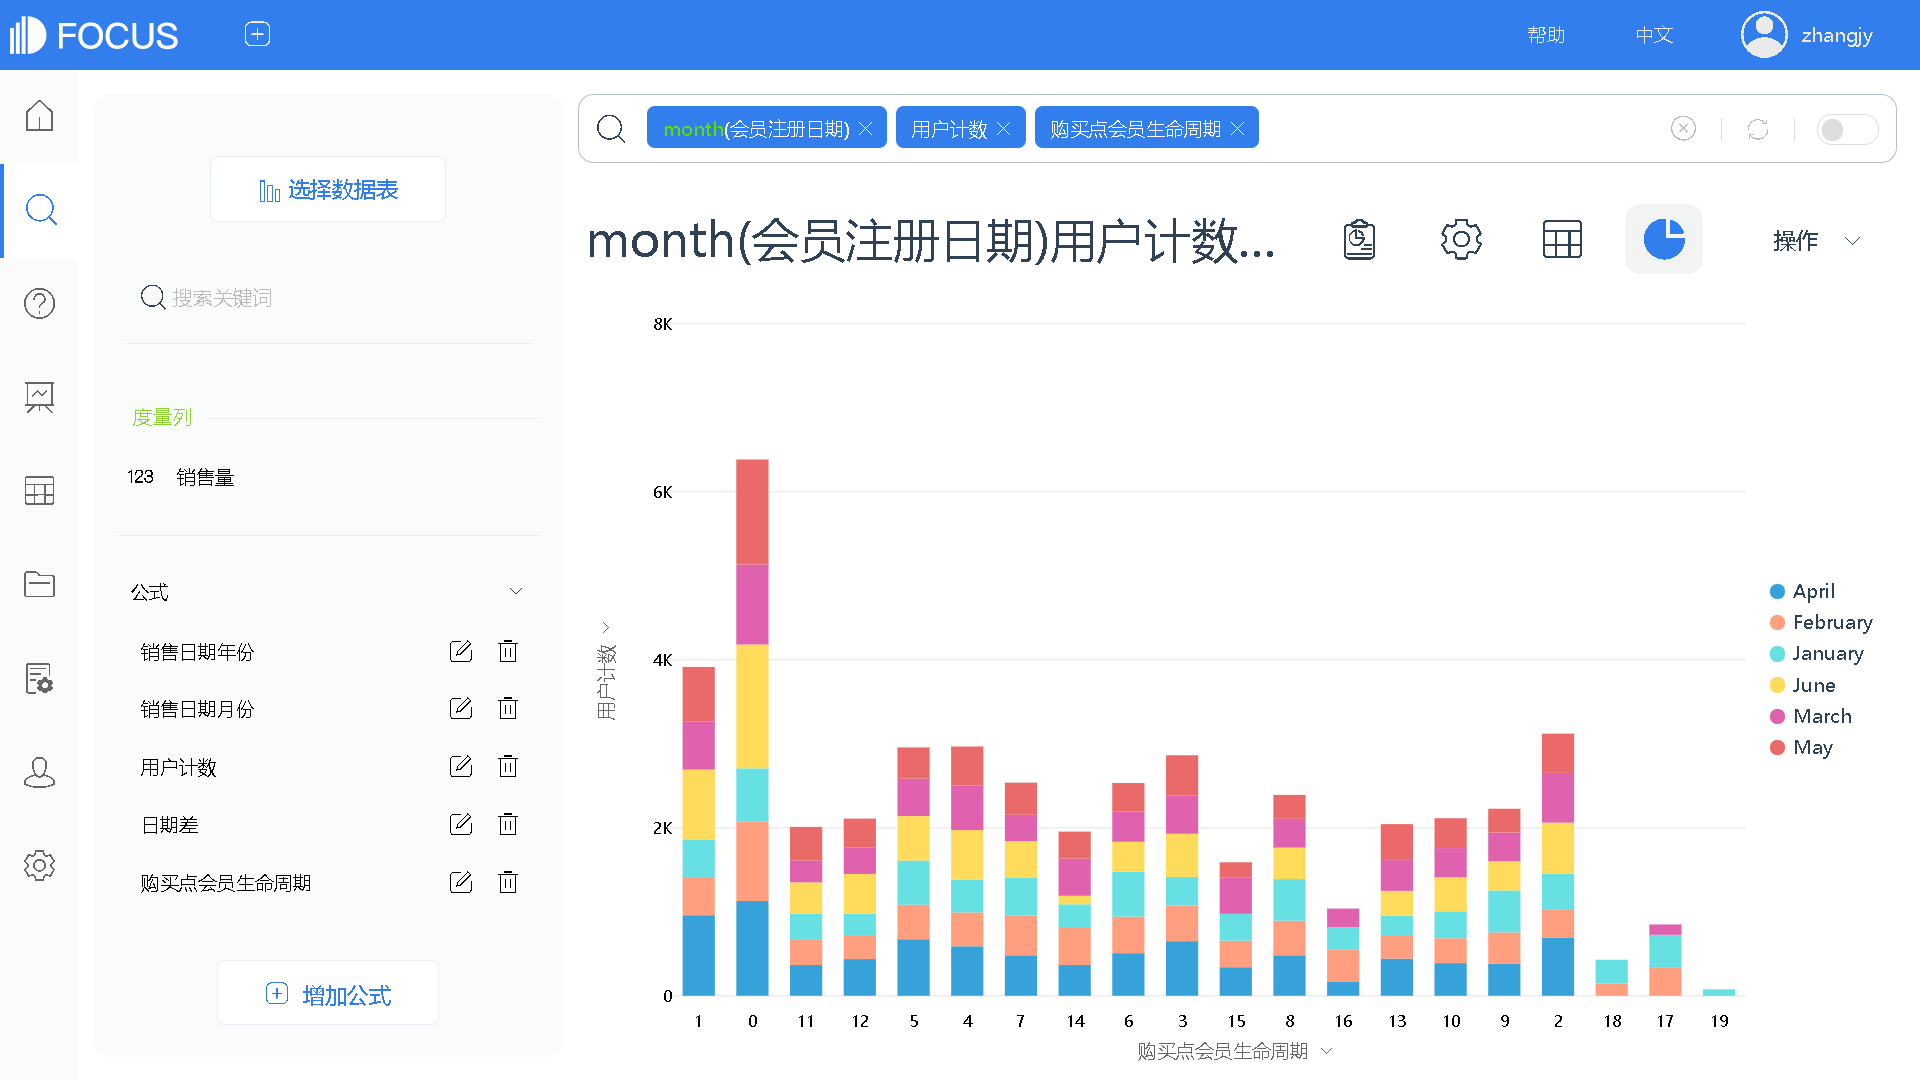 FOCUS
帮助
中文
zhangjy
选择数据表
搜索关键词
度量列
123 销售量
公式
销售日期年份
销售日期月份
用户计数
日期差
购买点会员生命周期
增加公式
month(会员注册日期)
用户计数
购买点会员生命周期
month(会员注册日期)用户计数...
操作
用户计数
8K
6K
4K
2K
0
1 0 11 12 5 4 7 14 6 3 15 8 16 13 10 9 2 18 17 19
购买点会员生命周期
April
February
January
June
March
May